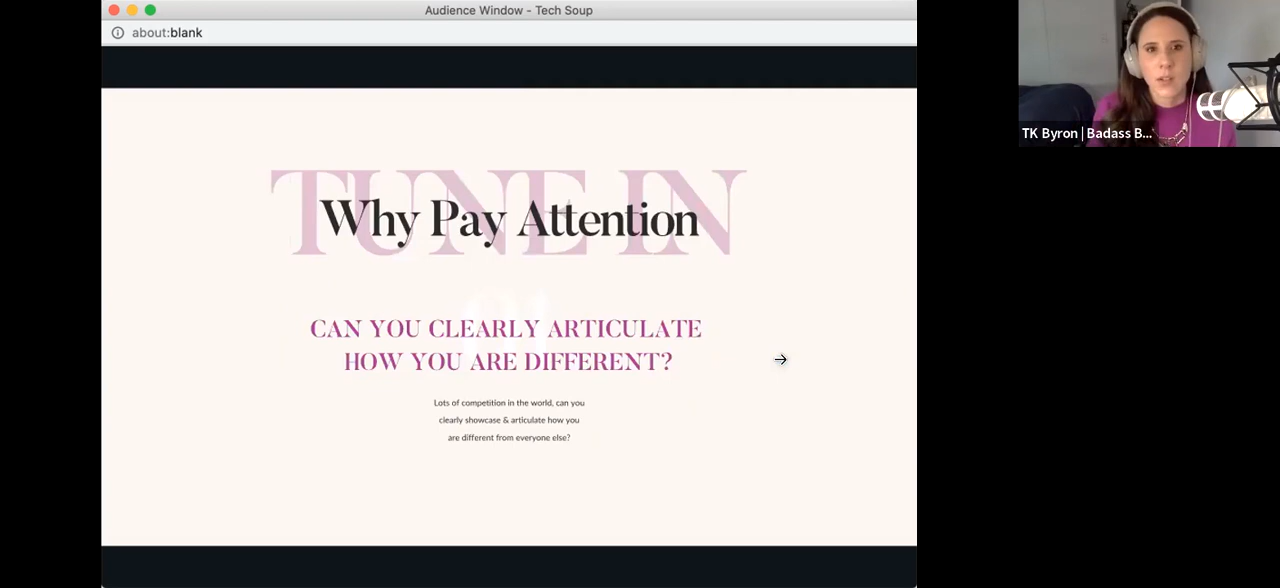 Audience Window - Tech Soup
about:blank
TUNE IN
Why Pay Attention
01
CAN YOU CLEARLY ARTICULATE
HOW YOU ARE DIFFERENT?
Lots of competition in the world, can you
clearly showcase & articulate how you
are different from everyone else?
TK Byron | Badass B...